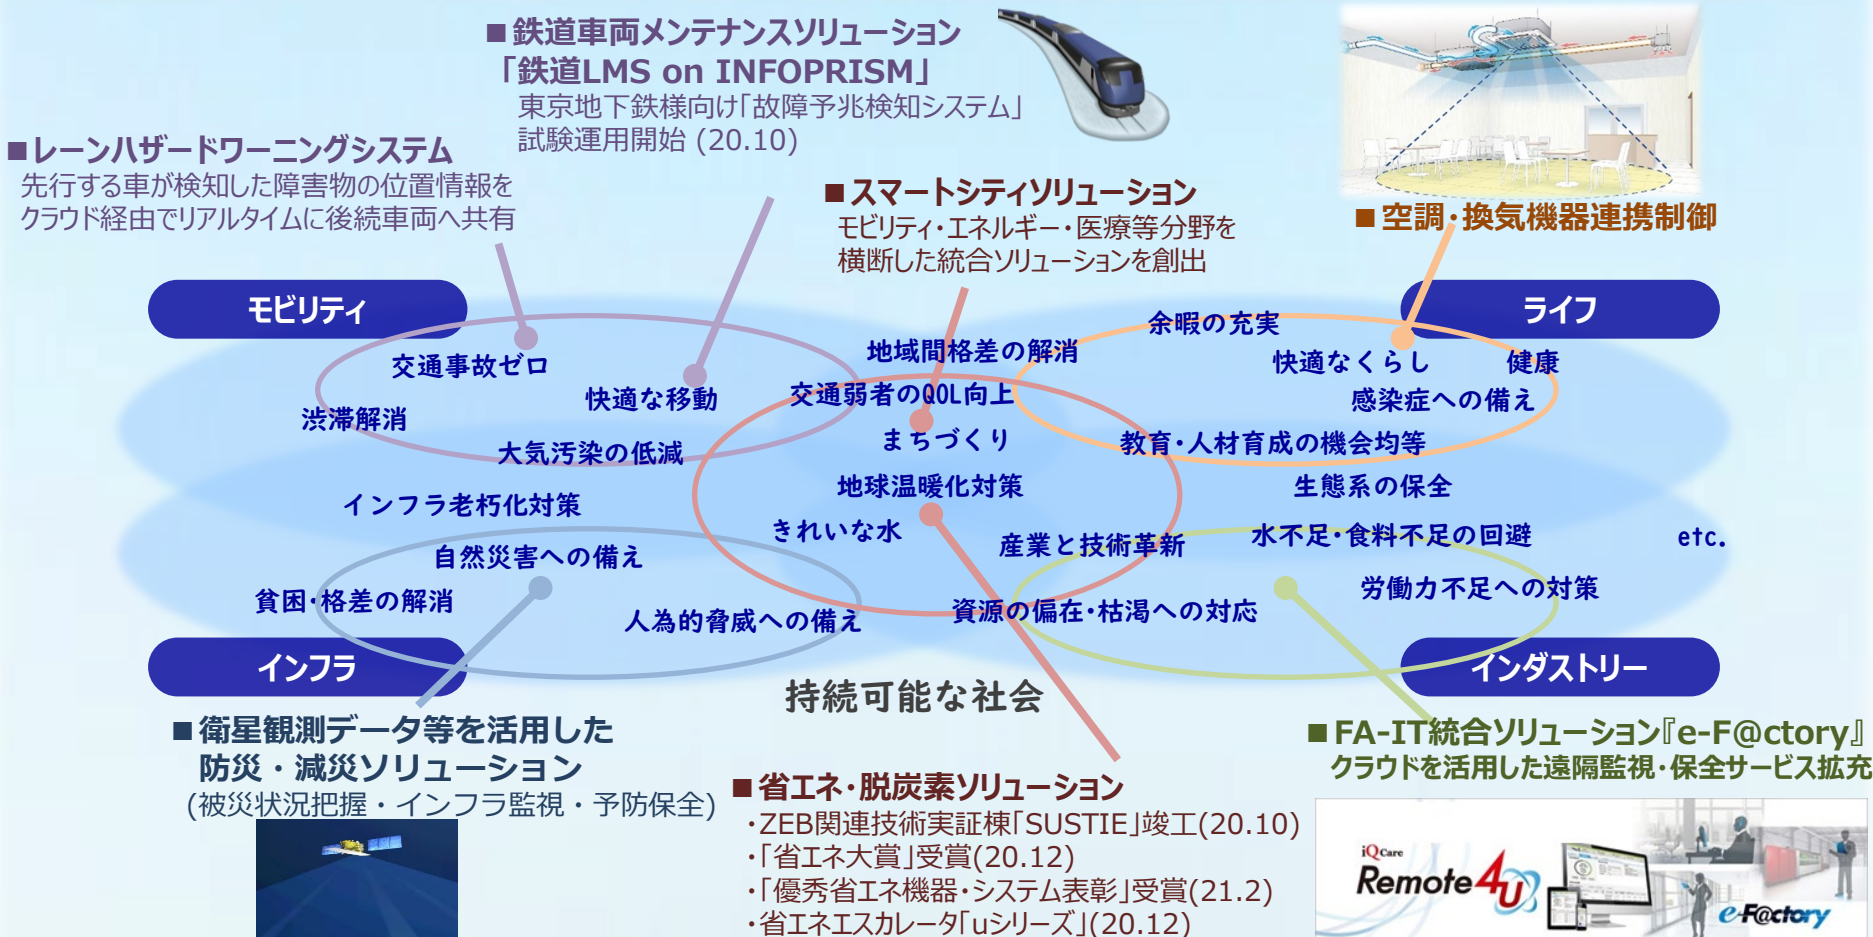 ■鉄道車両メンテナンスソリューション
「鉄道LMS on INFOPRISM」
東京地下鉄様向け「故障予兆検知システム」
試験運用開始 (20.10)
■レーンハザードワーニングシステム
先行する車が検知した障害物の位置情報を
クラウド経由でリアルタイムに後続車両へ共有
■スマートシティソリューション
モビリティ・エネルギー・医療等分野を
横断した統合ソリューションを創出
■空調・換気機器連携制御
モビリティ
ライフ
余暇の充実
地域間格差の解消
交通事故ゼロ
快適なくらし
健康
快適な移動
交通弱者のQOL向上
感染症への備え
渋滞解消
まちづくり
教育・人材育成の機会均等
大気汚染の低減
地球温暖化対策
生態系の保全
インフラ老朽化対策
きれいな水
産業と技術革新
水不足・食料不足の回避
etc.
自然災害への備え
労働力不足への対策
貧困・格差の解消
人為的脅威への備え
資源の偏在・枯渇への対応
インフラ
インダストリー
持続可能な社会
■衛星観測データ等を活用した
防災・減災ソリューション
(被災状況把握・インフラ監視・予防保全)
■省エネ・脱炭素ソリューション
・ZEB関連技術実証棟「SUSTIE」竣工(20.10)
・「省エネ大賞」受賞(20.12)
・「優秀省エネ機器・システム表彰」受賞(21.2)
・省エネエスカレータ「uシリーズ」(20.12)
■FA-IT統合ソリューション『e-F@ctory』
クラウドを活用した遠隔監視・保全サービス拡充
iQ Care
Remote4U
e-F@ctory